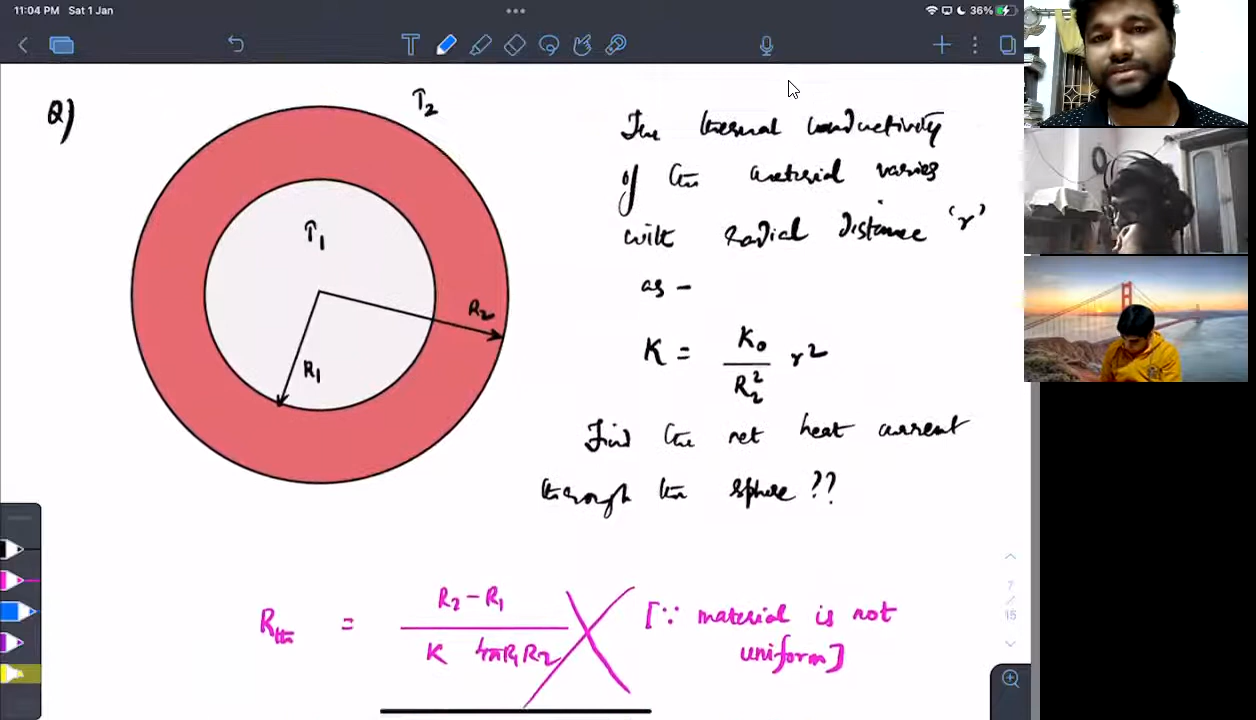 11:04 PM Sat 1 Jan
36%
T
Q)
T₂
T₁
R₂
R₁
The thermal conductivity
of the material varies
with radial distance 'r'
as -
K = K₀/R₂² r²
Find the net heat current
through the sphere ??
Rth = R₂ - R₁ / K 4πR₁R₂ [∵ material is not
uniform]
7
/
15